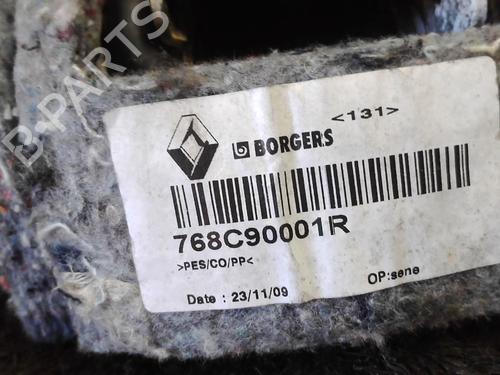 <131>
BORGERS
768C90001R
>PES/CO/PP<
Date : 23/11/09
OP:sene
B-PARTS